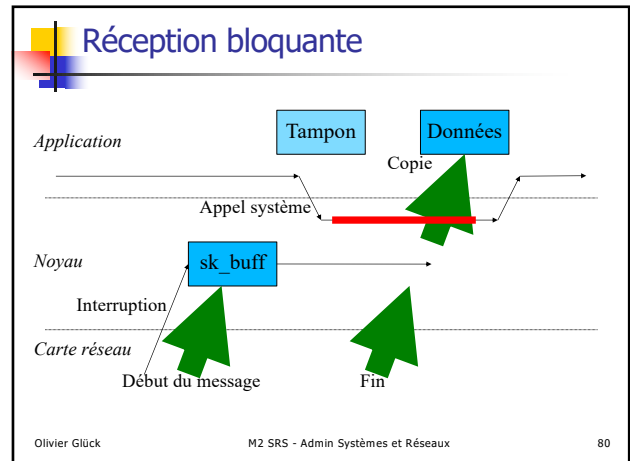 Réception bloquante
Application
Tampon
Données
Copie
Appel système
Noyau
sk_buff
Interruption
Carte réseau
Début du message
Fin
Olivier Glück
M2 SRS - Admin Systèmes et Réseaux
80